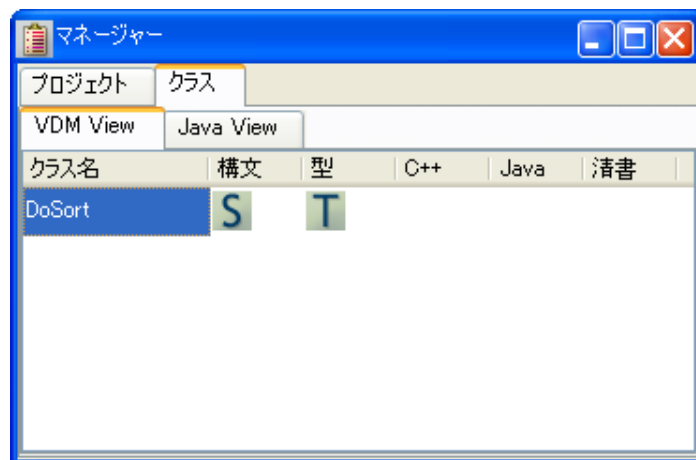 マネージャー
プロジェクト クラス
VDM View Java View
クラス名 構文 型 C++ Java 清書
DoSort S T